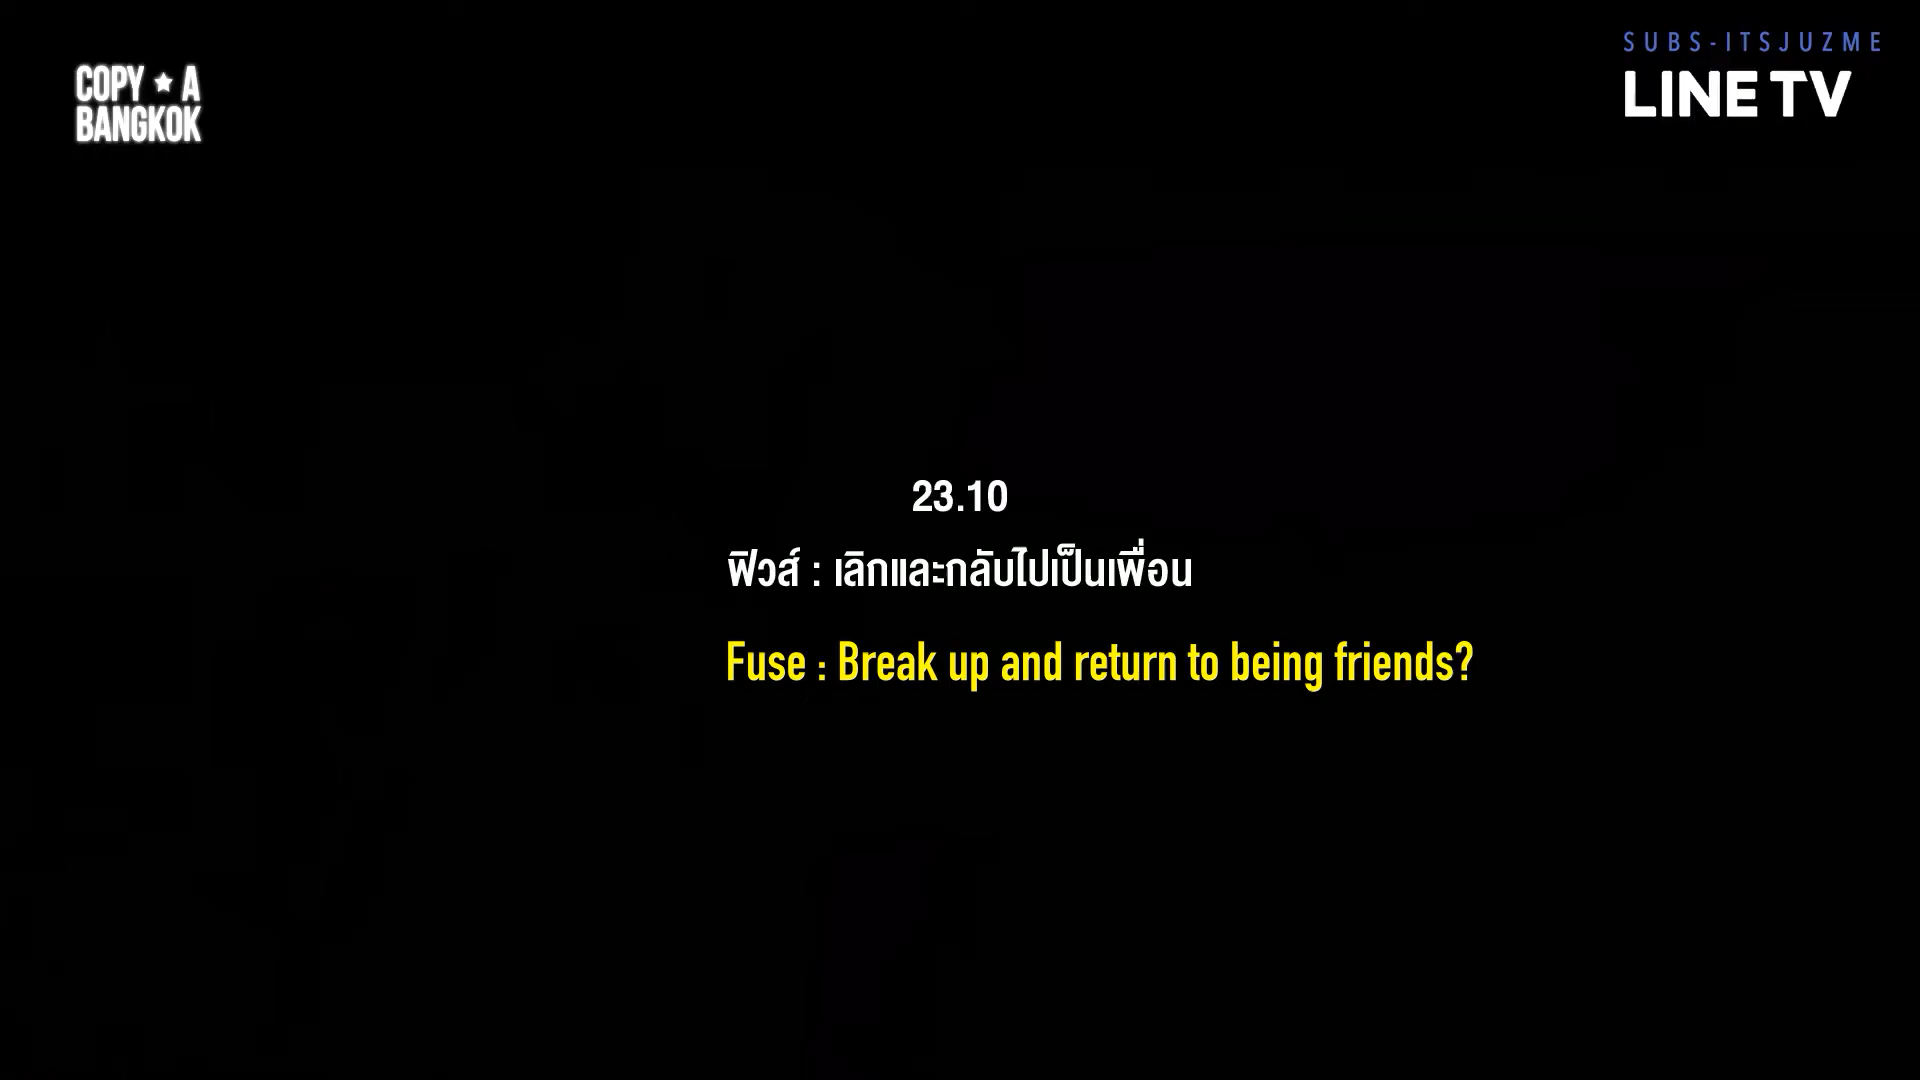 SUBS-ITSJUZME
COPY★A
BANGKOK
LINE TV
23.10
ฟิวส์ : เลิกและกลับไปเป็นเพื่อน
Fuse : Break up and return to being friends?